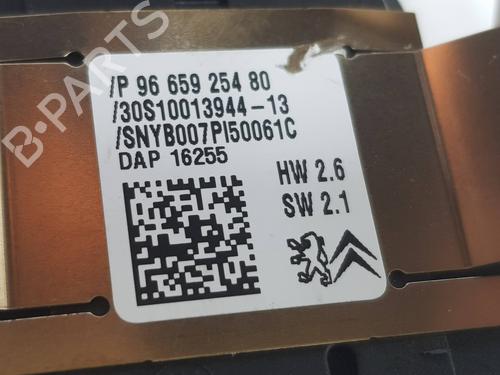 /P 96 659 254 80
/30S10013944-13
/SNYB007PI50061C
DAP 16255
HW 2.6
SW 2.1
B-PARTS